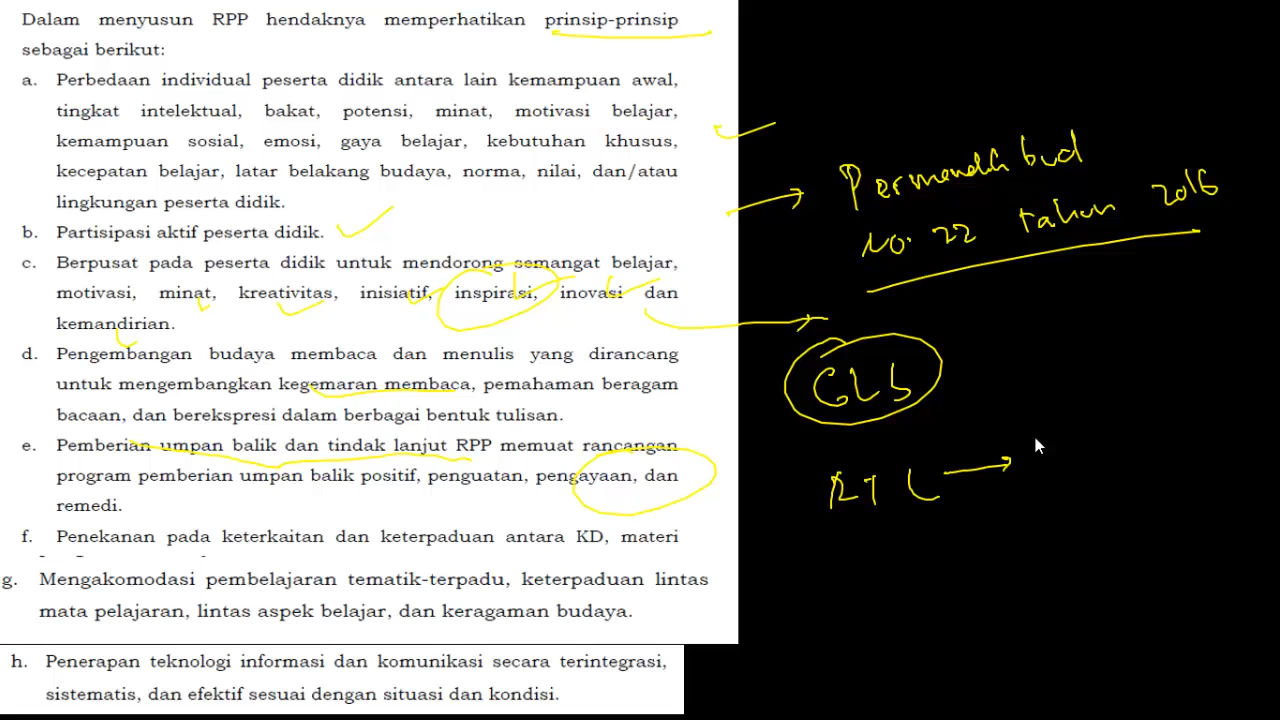 Dalam menyusun RPP hendaknya memperhatikan prinsip-prinsip
sebagai berikut:
a. Perbedaan individual peserta didik antara lain kemampuan awal,
tingkat intelektual, bakat, potensi, minat, motivasi belajar,
kemampuan sosial, emosi, gaya belajar, kebutuhan khusus,
kecepatan belajar, latar belakang budaya, norma, nilai, dan/atau
lingkungan peserta didik.
b. Partisipasi aktif peserta didik.
c. Berpusat pada peserta didik untuk mendorong semangat belajar,
motivasi, minat, kreativitas, inisiatif, inspirasi, inovasi dan
kemandirian.
d. Pengembangan budaya membaca dan menulis yang dirancang
untuk mengembangkan kegemaran membaca, pemahaman beragam
bacaan, dan berekspresi dalam berbagai bentuk tulisan.
e. Pemberian umpan balik dan tindak lanjut RPP memuat rancangan
program pemberian umpan balik positif, penguatan, pengayaan, dan
remedi.
f. Penekanan pada keterkaitan dan keterpaduan antara KD, materi
g. Mengakomodasi pembelajaran tematik-terpadu, keterpaduan lintas
mata pelajaran, lintas aspek belajar, dan keragaman budaya.
h. Penerapan teknologi informasi dan komunikasi secara terintegrasi,
sistematis, dan efektif sesuai dengan situasi dan kondisi.
Permendikbud
No. 22 tahun 2016
GLS
RTL